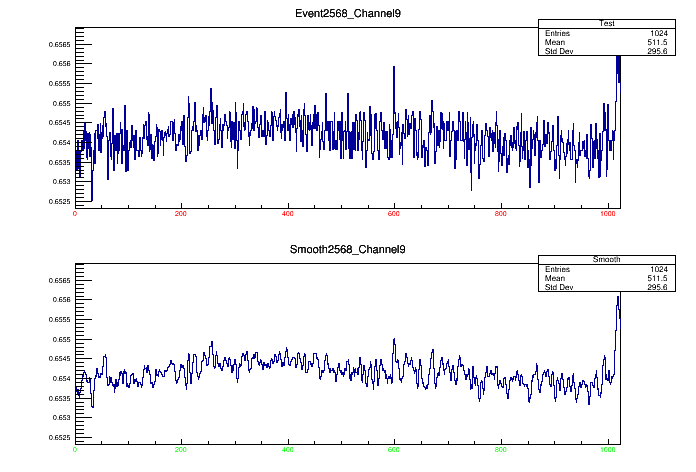 Event2568_Channel9
Test
Entries 1024
Mean 511.5
Std Dev 295.6
0.6565
0.656
0.6555
0.655
0.6545
0.654
0.6535
0.653
0.6525
0 200 400 600 800 1000
Smooth2568_Channel9
Smooth
Entries 1024
Mean 511.5
Std Dev 295.6
0.6565
0.656
0.6555
0.655
0.6545
0.654
0.6535
0.653
0.6525
0 200 400 600 800 1000